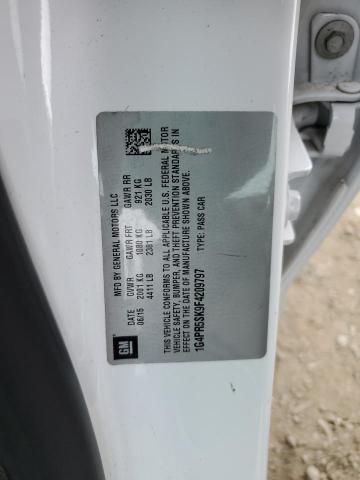 MFD BY GENERAL MOTORS LLC
DATE GVWR GAWR FRT GAWR RR
06/15 2001 KG 1080 KG 921 KG
4411 LB 2381 LB 2030 LB
THIS VEHICLE CONFORMS TO ALL APPLICABLE U.S. FEDERAL MOTOR
VEHICLE SAFETY, BUMPER, AND THEFT PREVENTION STANDARDS IN
EFFECT ON THE DATE OF MANUFACTURE SHOWN ABOVE.
TYPE: PASS CAR
1G4PR5SK9F4209797
GM